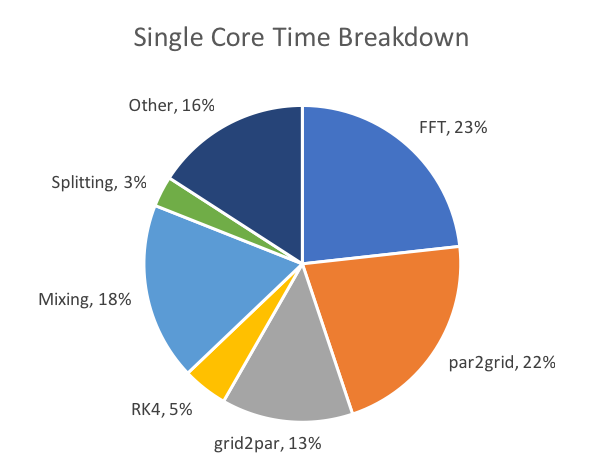 Single Core Time Breakdown
Other, 16%
FFT, 23%
Splitting, 3%
Mixing, 18%
par2grid, 22%
RK4, 5%
grid2par, 13%